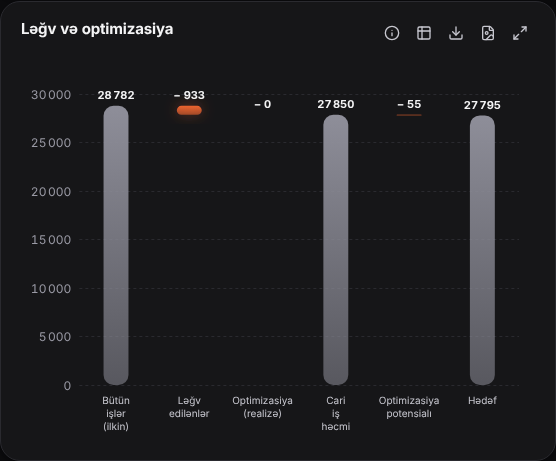 Ləğv və optimizasiya
30 000
25 000
20 000
15 000
10 000
5 000
0
28 782
– 933
– 0
27 850
– 55
27 795
Bütün
işlər
(ilkin)
Ləğv
edilənlər
Optimizasiya
(realizə)
Cari
iş
həcmi
Optimizasiya
potensialı
Hədəf